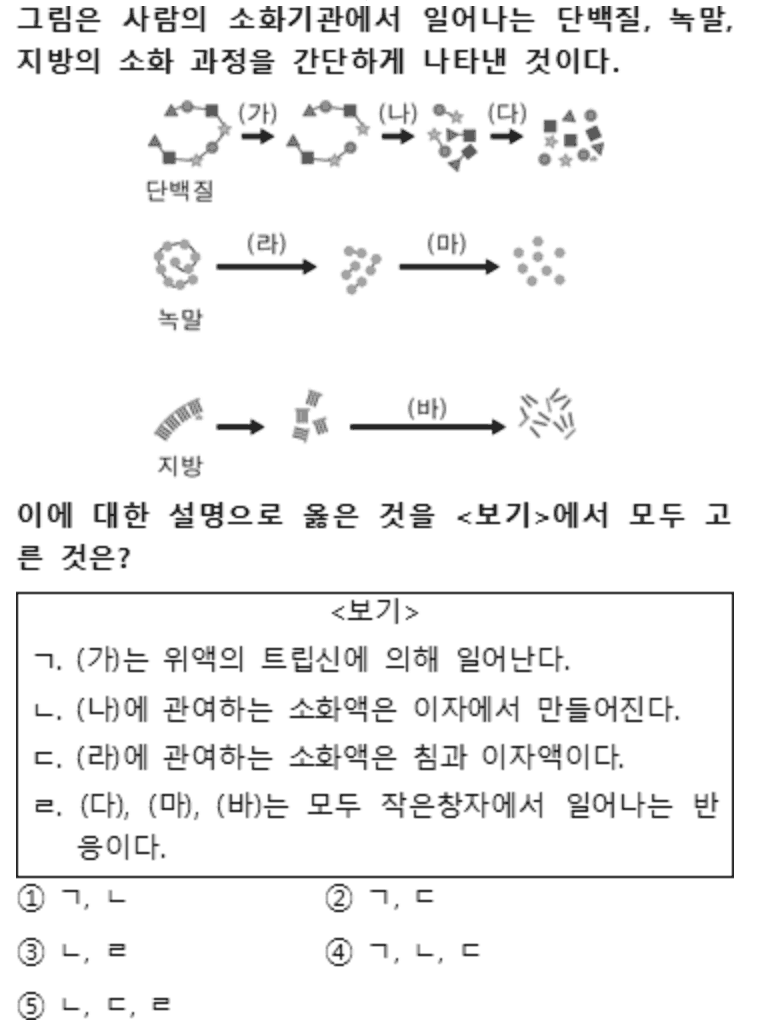 그림은 사람의 소화기관에서 일어나는 단백질, 녹말,
지방의 소화 과정을 간단하게 나타낸 것이다.
(가) (나) (다)
단백질
(라) (마)
녹말
(바)
지방
이에 대한 설명으로 옳은 것을 <보기>에서 모두 고
른 것은?
<보기>
ㄱ. (가)는 위액의 트립신에 의해 일어난다.
ㄴ. (나)에 관여하는 소화액은 이자에서 만들어진다.
ㄷ. (라)에 관여하는 소화액은 침과 이자액이다.
ㄹ. (다), (마), (바)는 모두 작은창자에서 일어나는 반
응이다.
① ㄱ, ㄴ ② ㄱ, ㄷ
③ ㄴ, ㄹ ④ ㄱ, ㄴ, ㄷ
⑤ ㄴ, ㄷ, ㄹ